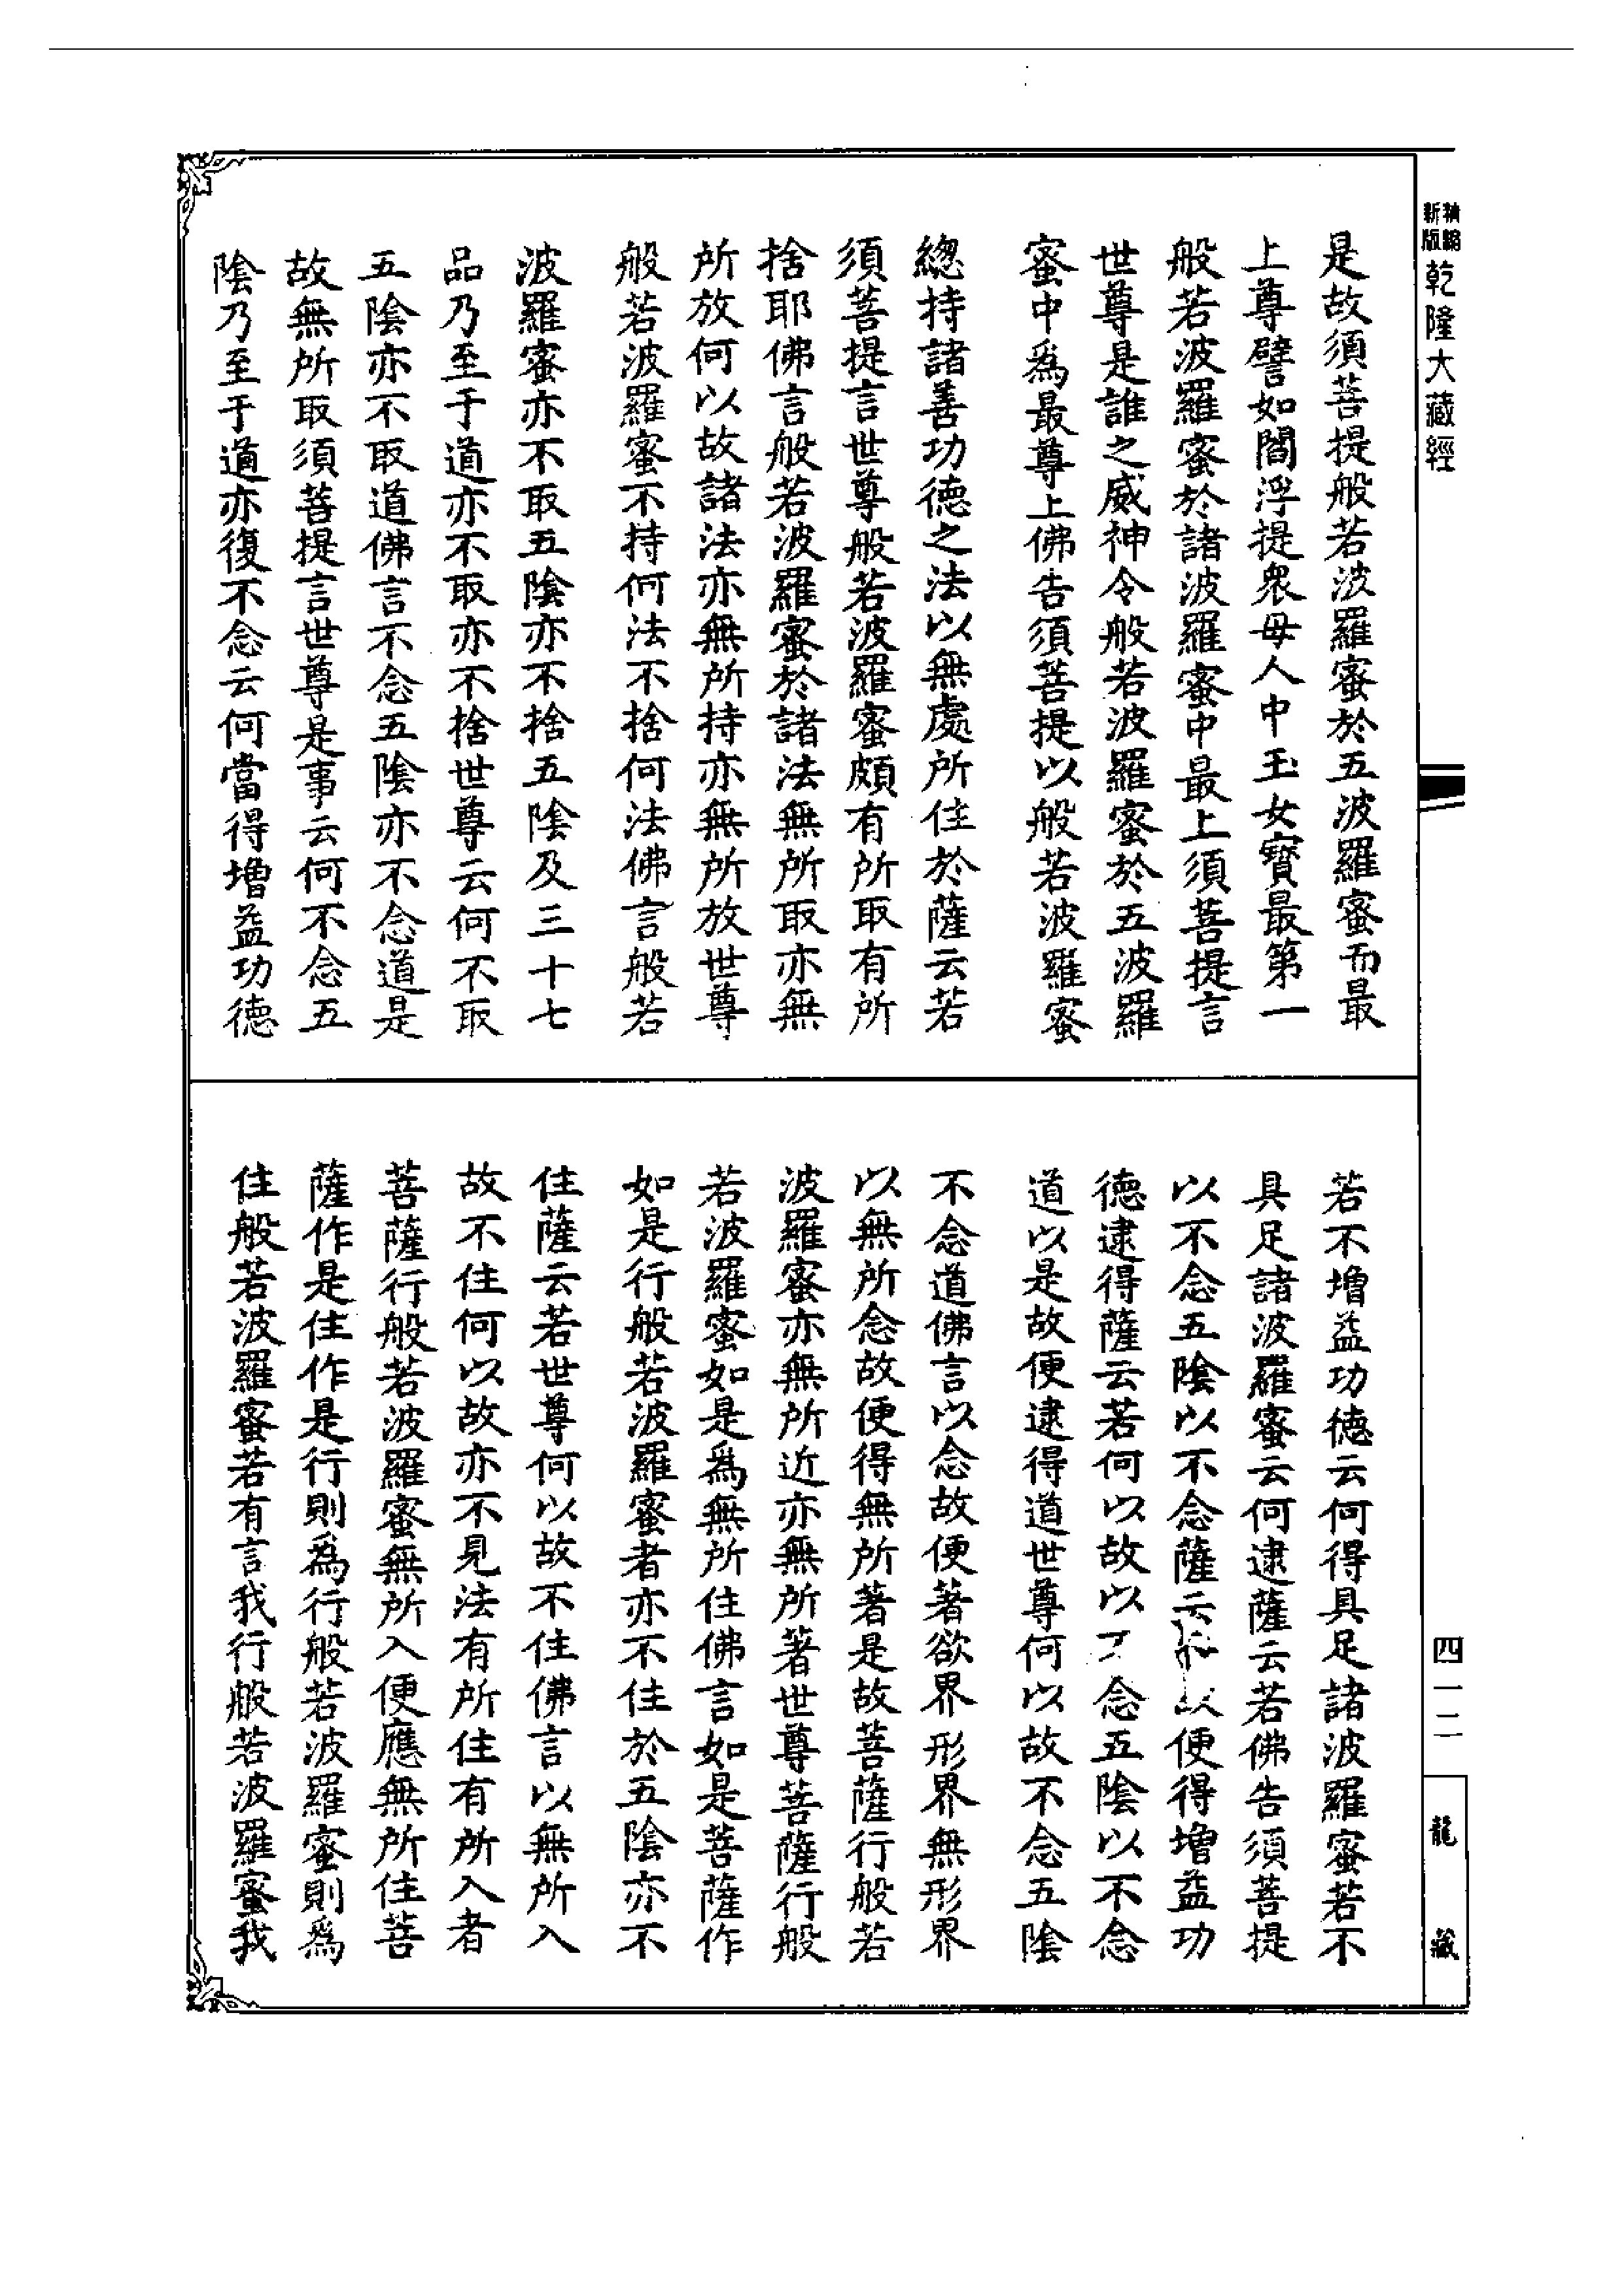 精編
新版
乾隆大藏經
是故須菩提般若波羅蜜於五波羅蜜而最
上尊譬如閻浮提衆母人中玉女寶最第一
般若波羅蜜於諸波羅蜜中最上須菩提言
世尊是誰之威神令般若波羅蜜於五波羅
蜜中爲最尊上佛告須菩提以般若波羅蜜
總持諸善功德之法以無處所住於薩云若
須菩提言世尊般若波羅蜜頗有所取有所
捨耶佛言般若波羅蜜於諸法無所取亦無
所放何以故諸法亦無所持亦無所放世尊
般若波羅蜜不持何法不捨何法佛言般若
波羅蜜亦不取五陰亦不捨五陰及三十七
品乃至于道亦不取亦不捨世尊云何不取
五陰亦不取道佛言不念五陰亦不念道是
故無所取須菩提言世尊是事云何不念五
陰乃至于道亦復不念云何當得增益功德
若不增益功德云何得具足諸波羅蜜若不
具足諸波羅蜜云何逮薩云若佛告須菩提
以不念五陰以不念薩云便得增益功
德逮得薩云若何以故以不念五陰以不念
道以是故便逮得道世尊何以故不念五陰
不念道佛言以念故便著欲界形界無形界
以無所念故便得無所著是故菩薩行般若
波羅蜜亦無所近亦無所著世尊菩薩行般
若波羅蜜如是爲無所住佛言如是菩薩作
如是行般若波羅蜜者亦不住於五陰亦不
住薩云若世尊何以故不住佛言以無所入
故不住何以故亦不見法有所住有所入者
菩薩行般若波羅蜜無所入便應無所住菩
薩作是住作是行則爲行般若波羅蜜則爲
住般若波羅蜜若有言我行般若波羅蜜我
四一二
龍藏